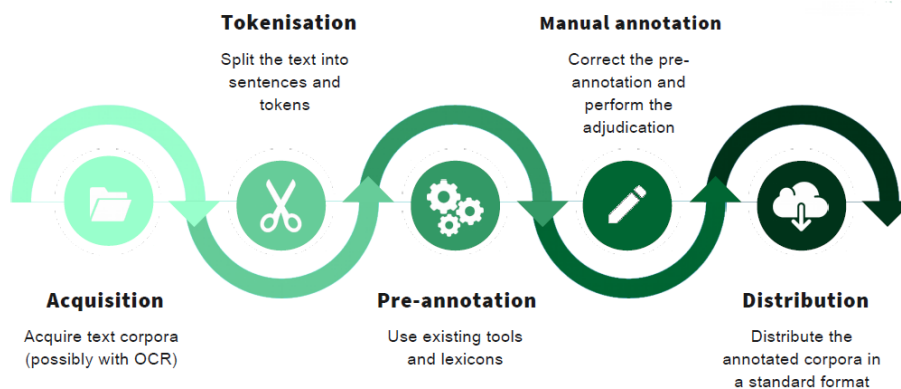 Tokenisation
Split the text into
sentences and
tokens
Manual annotation
Correct the pre-
annotation and
perform the
adjudication
Acquisition
Acquire text corpora
(possibly with OCR)
Pre-annotation
Use existing tools
and lexicons
Distribution
Distribute the
annotated corpora in
a standard format